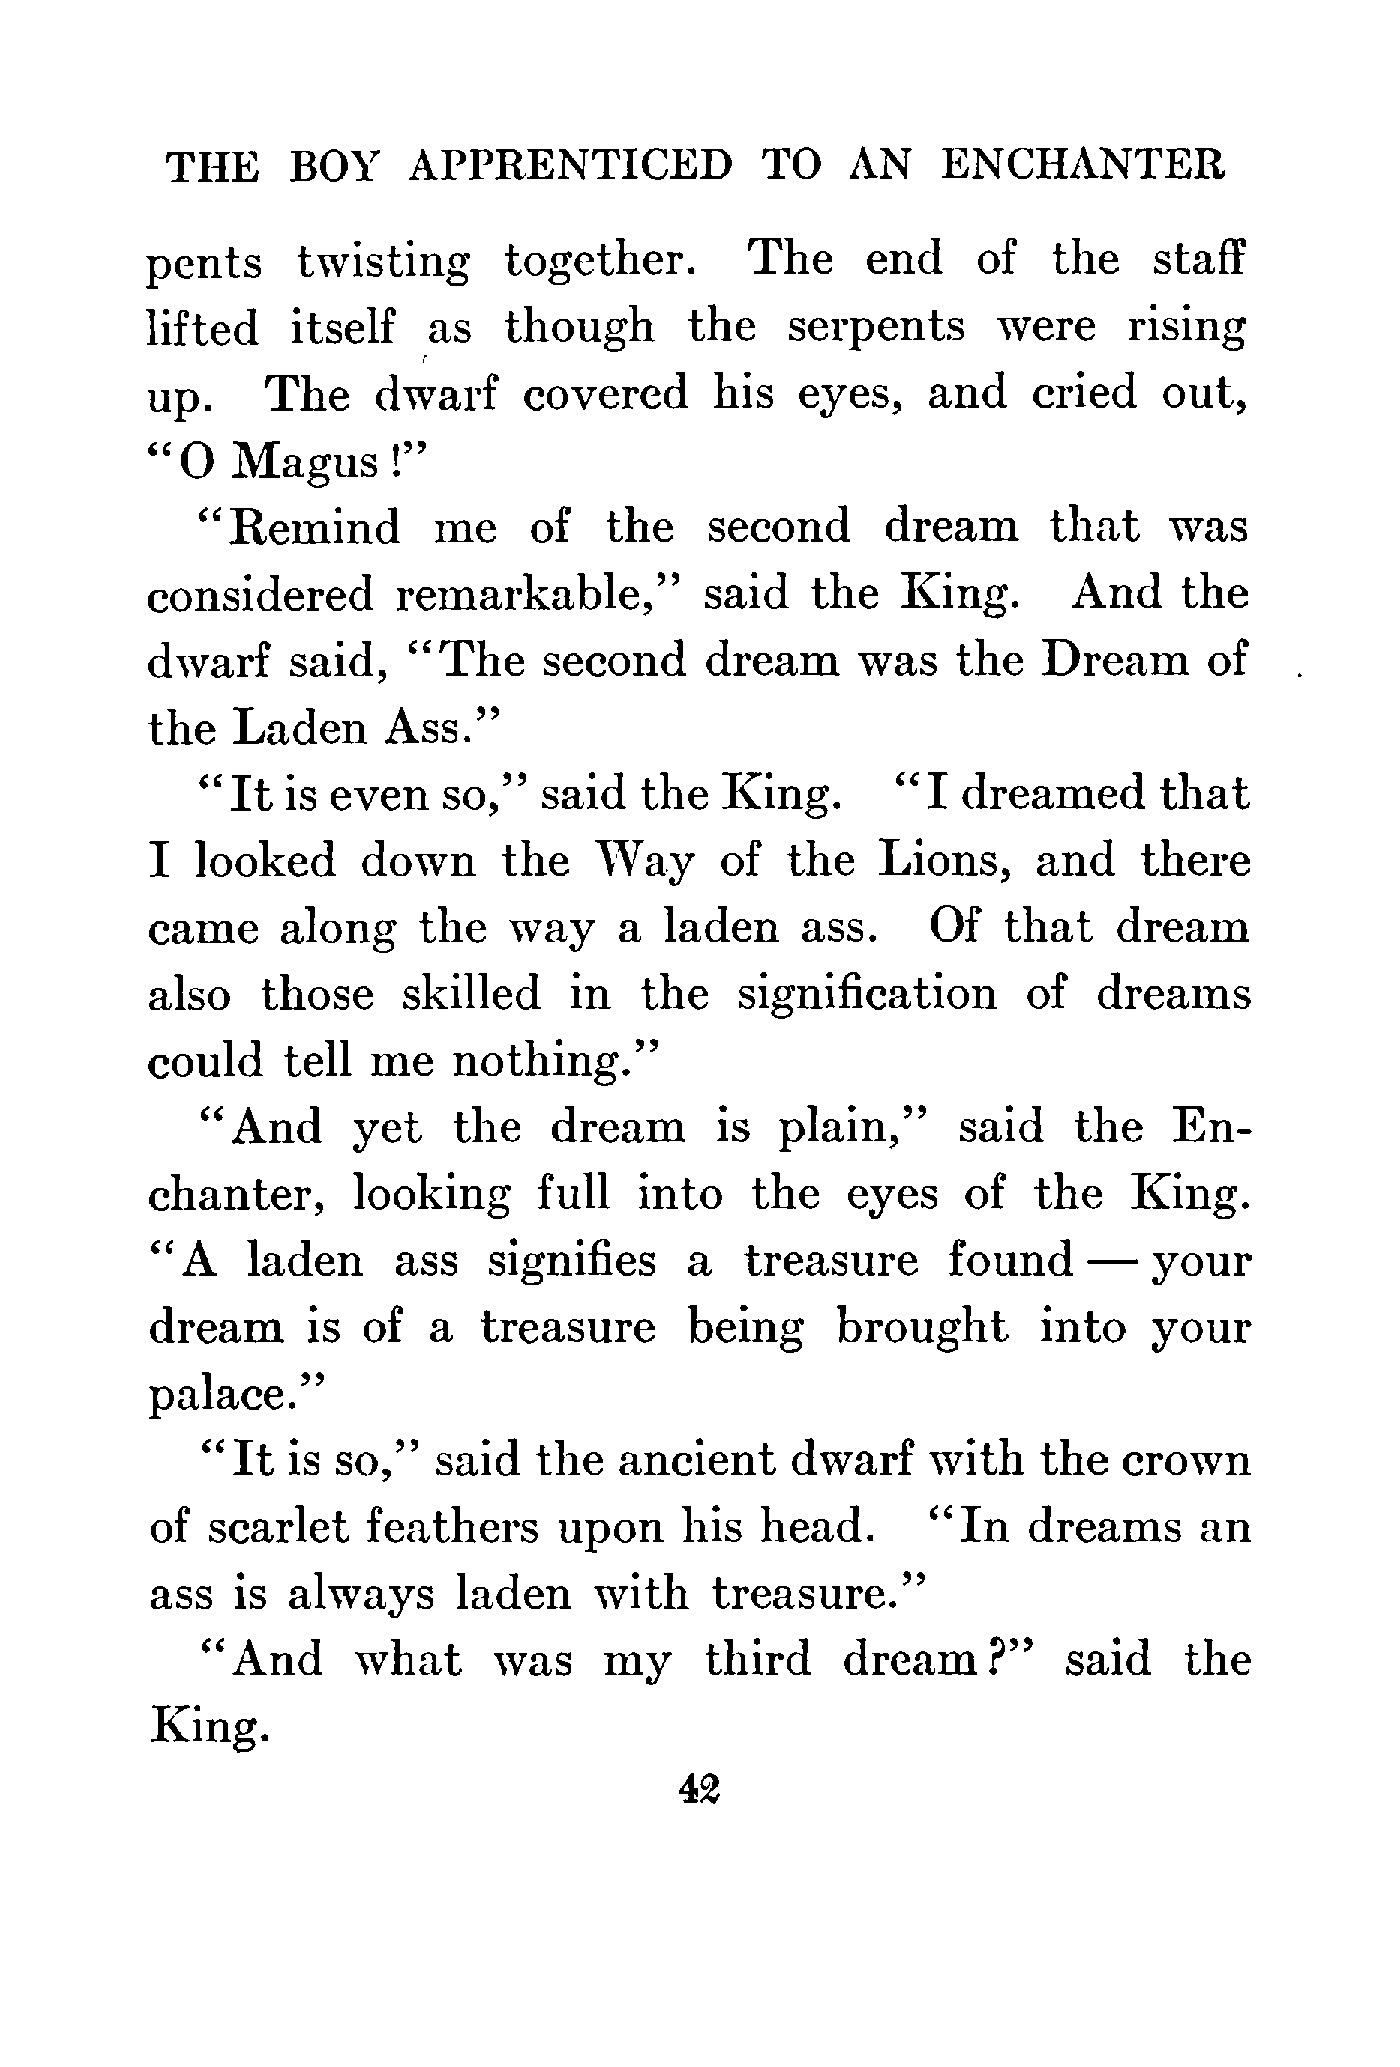 THE BOY APPRENTICED TO AN ENCHANTER
pents twisting together. The end of the staff
lifted itself as though the serpents were rising
up. The dwarf covered his eyes, and cried out,
“O Magus!”
“Remind me of the second dream that was
considered remarkable,” said the King. And the
dwarf said, “The second dream was the Dream of
the Laden Ass.”
“It is even so,” said the King. “I dreamed that
I looked down the Way of the Lions, and there
came along the way a laden ass. Of that dream
also those skilled in the signification of dreams
could tell me nothing.”
“And yet the dream is plain,” said the En-
chanter, looking full into the eyes of the King.
“A laden ass signifies a treasure found — your
dream is of a treasure being brought into your
palace.”
“It is so,” said the ancient dwarf with the crown
of scarlet feathers upon his head. “In dreams an
ass is always laden with treasure.”
“And what was my third dream?” said the
King.
42